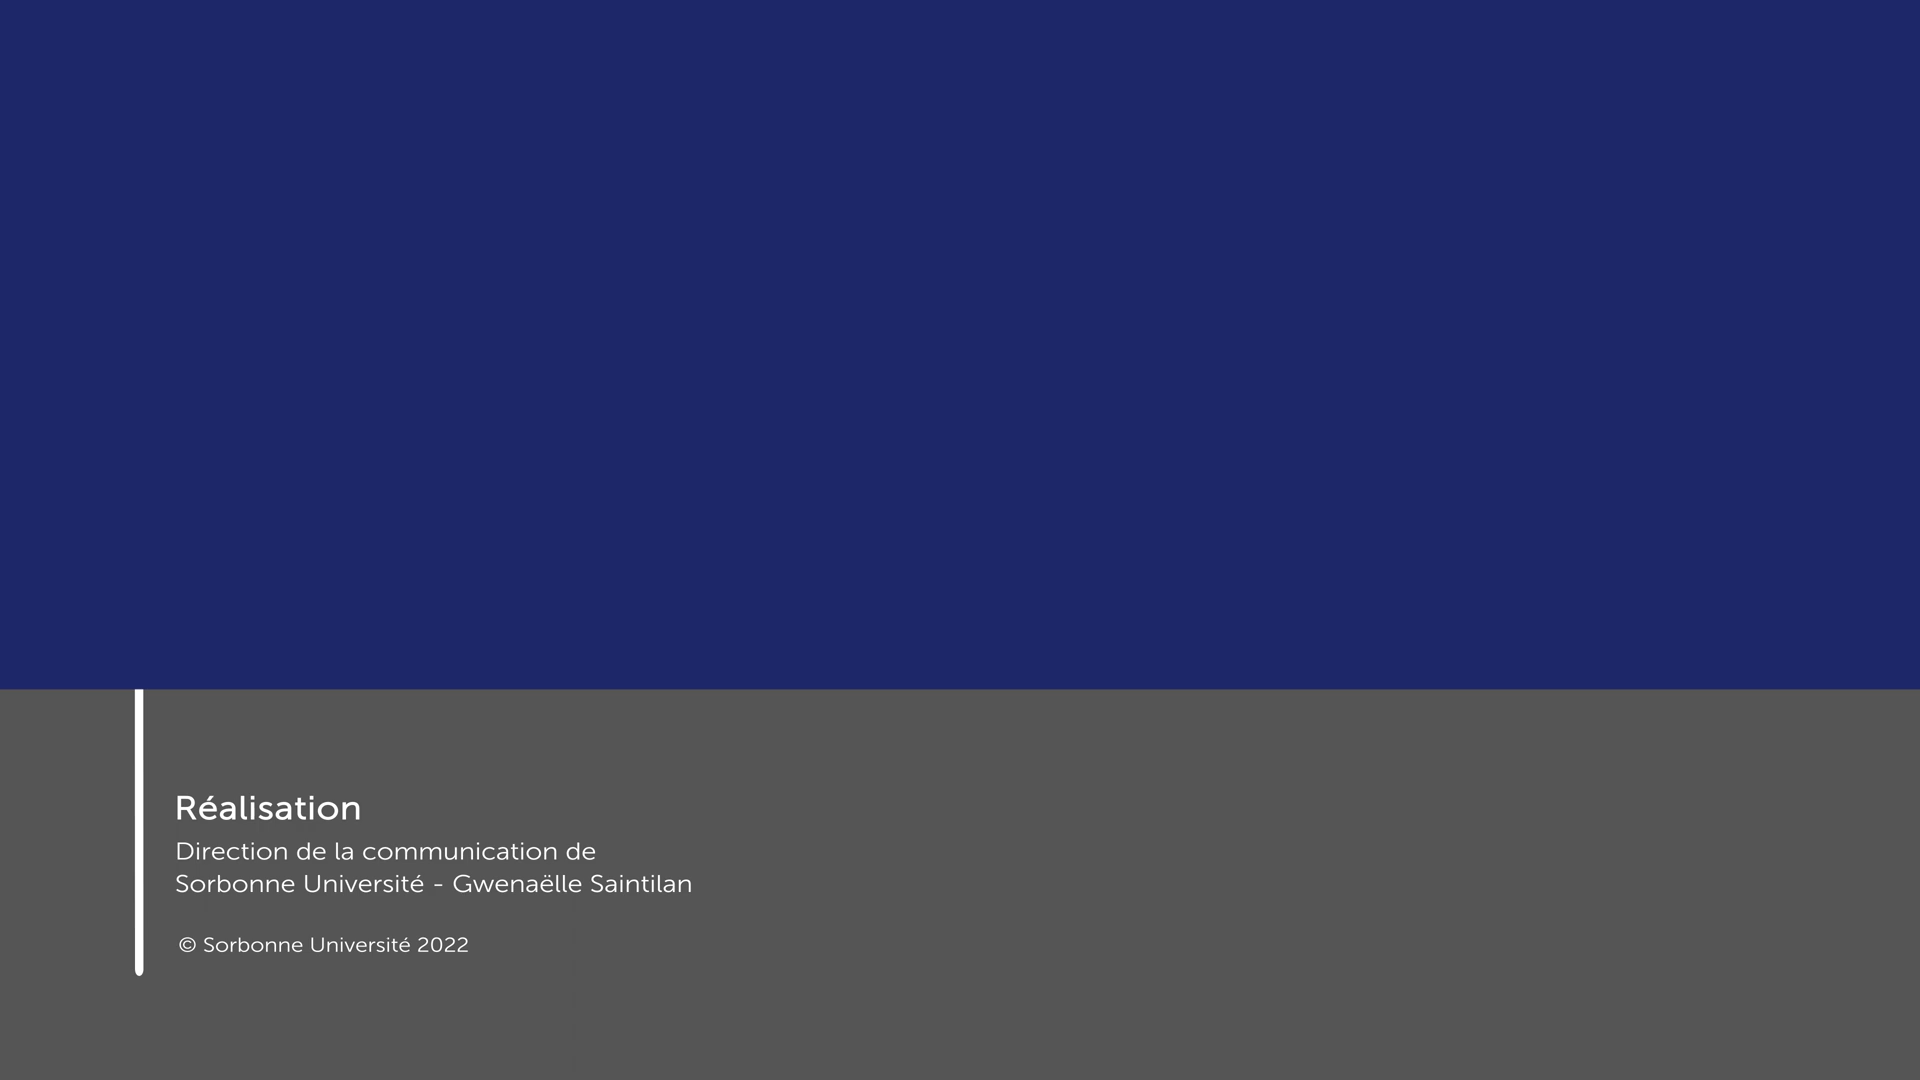 Réalisation
Direction de la communication de
Sorbonne Université - Gwenaëlle Saintilan
© Sorbonne Université 2022